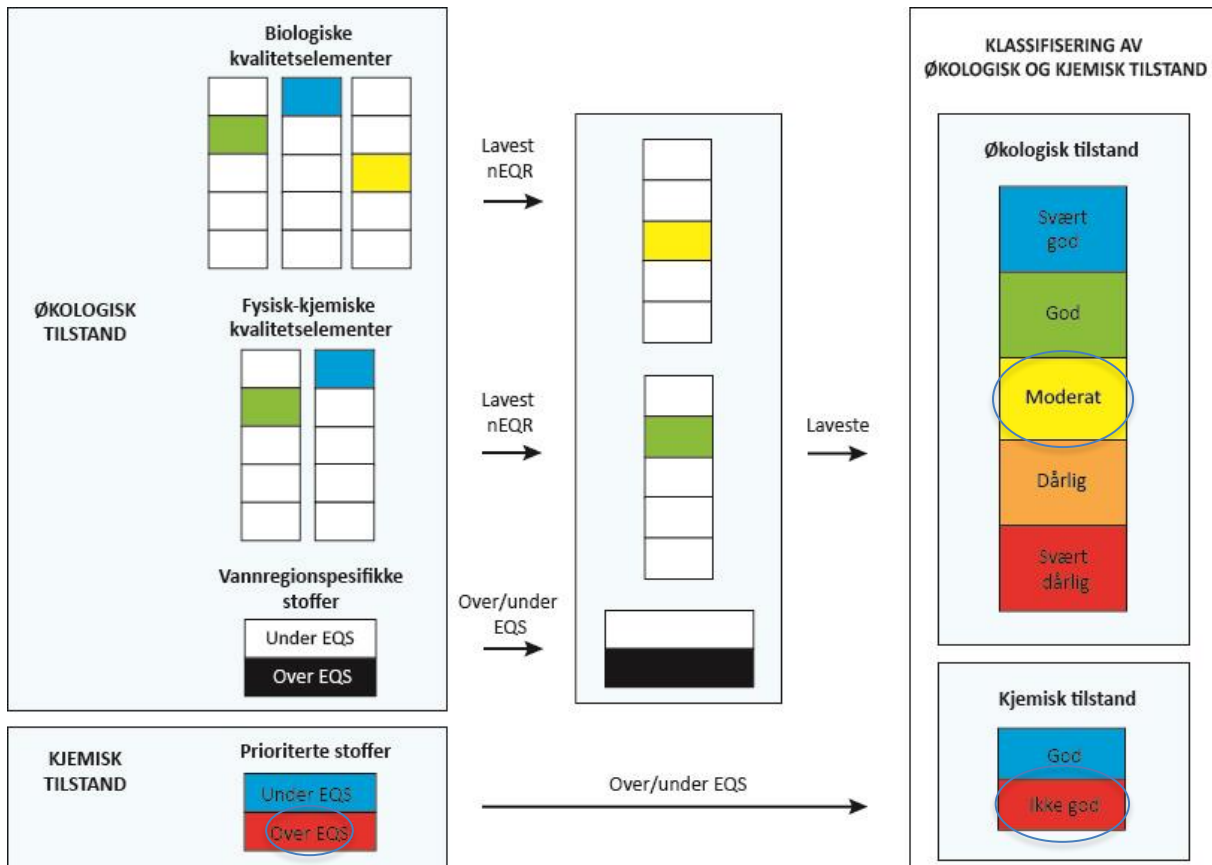 Biologiske
kvalitetselementer
ØKOLOGISK
TILSTAND
Fysisk-kjemiske
kvalitetselementer
Vannregionspesifikke
stoffer
Under EQS
Over EQS
Lavest
nEQR
Lavest
nEQR
Over/under
EQS
Laveste
KLASSIFISERING AV
ØKOLOGISK OG KJEMISK TILSTAND
Økologisk tilstand
Svært
god
God
Moderat
Dårlig
Svært
dårlig
KJEMISK
TILSTAND
Prioriterte stoffer
Under EQS
Over EQS
Over/under EQS
Kjemisk tilstand
God
Ikke god